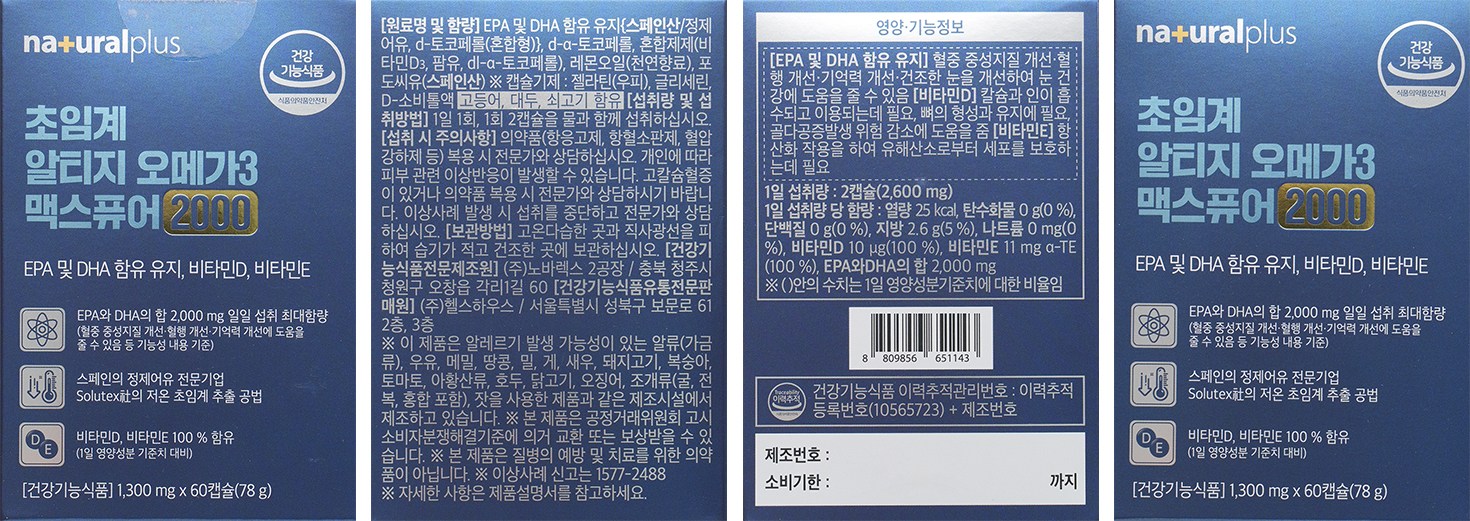 na+uralplus
건강
기능식품
식품의약품안전처
초임계
알티지 오메가3
맥스퓨어 2000
EPA 및 DHA 함유 유지, 비타민D, 비타민E
EPA와 DHA의 합 2,000 mg 일일 섭취 최대함량
(혈중 중성지질 개선·혈행 개선·기억력 개선에 도움을
줄 수 있음 등 기능성 내용 기준)
스페인의 정제어유 전문기업
Solutex社의 저온 초임계 추출 공법
D E
비타민D, 비타민E 100 % 함유
(1일 영양성분 기준치 대비)
[건강기능식품] 1,300 mg x 60캡슐(78 g)
[원료명 및 함량] EPA 및 DHA 함유 유지{스페인산/정제
어유, d-토코페롤(혼합형)}, d-α-토코페롤, 혼합제제(비
타민D₃, 팜유, dl-α-토코페롤), 레몬오일(천연향료), 포
도씨유(스페인산) ※ 캡슐기제 : 젤라틴(우피), 글리세린,
D-소비톨액 고등어, 대두, 쇠고기 함유 [섭취량 및 섭
취방법] 1일 1회, 1회 2캡슐을 물과 함께 섭취하십시오.
[섭취 시 주의사항] 의약품(항응고제, 항혈소판제, 혈압
강하제 등) 복용 시 전문가와 상담하십시오. 개인에 따라
피부 관련 이상반응이 발생할 수 있습니다. 고칼슘혈증
이 있거나 의약품 복용 시 전문가와 상담하시기 바랍니
다. 이상사례 발생 시 섭취를 중단하고 전문가와 상담
하십시오. [보관방법] 고온다습한 곳과 직사광선을 피
하여 습기가 적고 건조한 곳에 보관하십시오. [건강기
능식품전문제조원] (주)노바렉스 2공장 / 충북 청주시
청원구 오창읍 각리1길 60 [건강기능식품유통전문판
매원] (주)헬스하우스 / 서울특별시 성북구 보문로 61
2층, 3층
※ 이 제품은 알레르기 발생 가능성이 있는 알류(가금
류), 우유, 메밀, 땅콩, 밀, 게, 새우, 돼지고기, 복숭아,
토마토, 아황산류, 호두, 닭고기, 오징어, 조개류(굴, 전
복, 홍합 포함), 잣을 사용한 제품과 같은 제조시설에서
제조하고 있습니다. ※ 본 제품은 공정거래위원회 고시
소비자분쟁해결기준에 의거 교환 또는 보상받을 수 있
습니다. ※ 본 제품은 질병의 예방 및 치료를 위한 의약
품이 아닙니다. ※ 이상사례 신고는 1577-2488
※ 자세한 사항은 제품설명서를 참고하세요.
영양·기능정보
[EPA 및 DHA 함유 유지] 혈중 중성지질 개선·혈
행 개선·기억력 개선·건조한 눈을 개선하여 눈 건
강에 도움을 줄 수 있음 [비타민D] 칼슘과 인이 흡
수되고 이용되는데 필요, 뼈의 형성과 유지에 필요,
골다공증발생 위험 감소에 도움을 줌 [비타민E] 항
산화 작용을 하여 유해산소로부터 세포를 보호하
는데 필요
1일 섭취량 : 2캡슐(2,600 mg)
1일 섭취량 당 함량 : 열량 25 kcal, 탄수화물 0 g(0 %),
단백질 0 g(0 %), 지방 2.6 g(5 %), 나트륨 0 mg(0
%), 비타민D 10 μg(100 %), 비타민E 11 mg α-TE
(100 %), EPA와DHA의 합 2,000 mg
※ ( )안의 수치는 1일 영양성분기준치에 대한 비율임
8 809856 651143
이력추적
건강기능식품 이력추적관리번호 : 이력추적
등록번호(10565723) + 제조번호
제조번호 :
소비기한 : 까지
na+uralplus
건강
기능식품
식품의약품안전처
초임계
알티지 오메가3
맥스퓨어 2000
EPA 및 DHA 함유 유지, 비타민D, 비타민E
EPA와 DHA의 합 2,000 mg 일일 섭취 최대함량
(혈중 중성지질 개선·혈행 개선·기억력 개선에 도움을
줄 수 있음 등 기능성 내용 기준)
스페인의 정제어유 전문기업
Solutex社의 저온 초임계 추출 공법
D E
비타민D, 비타민E 100 % 함유
(1일 영양성분 기준치 대비)
[건강기능식품] 1,300 mg x 60캡슐(78 g)